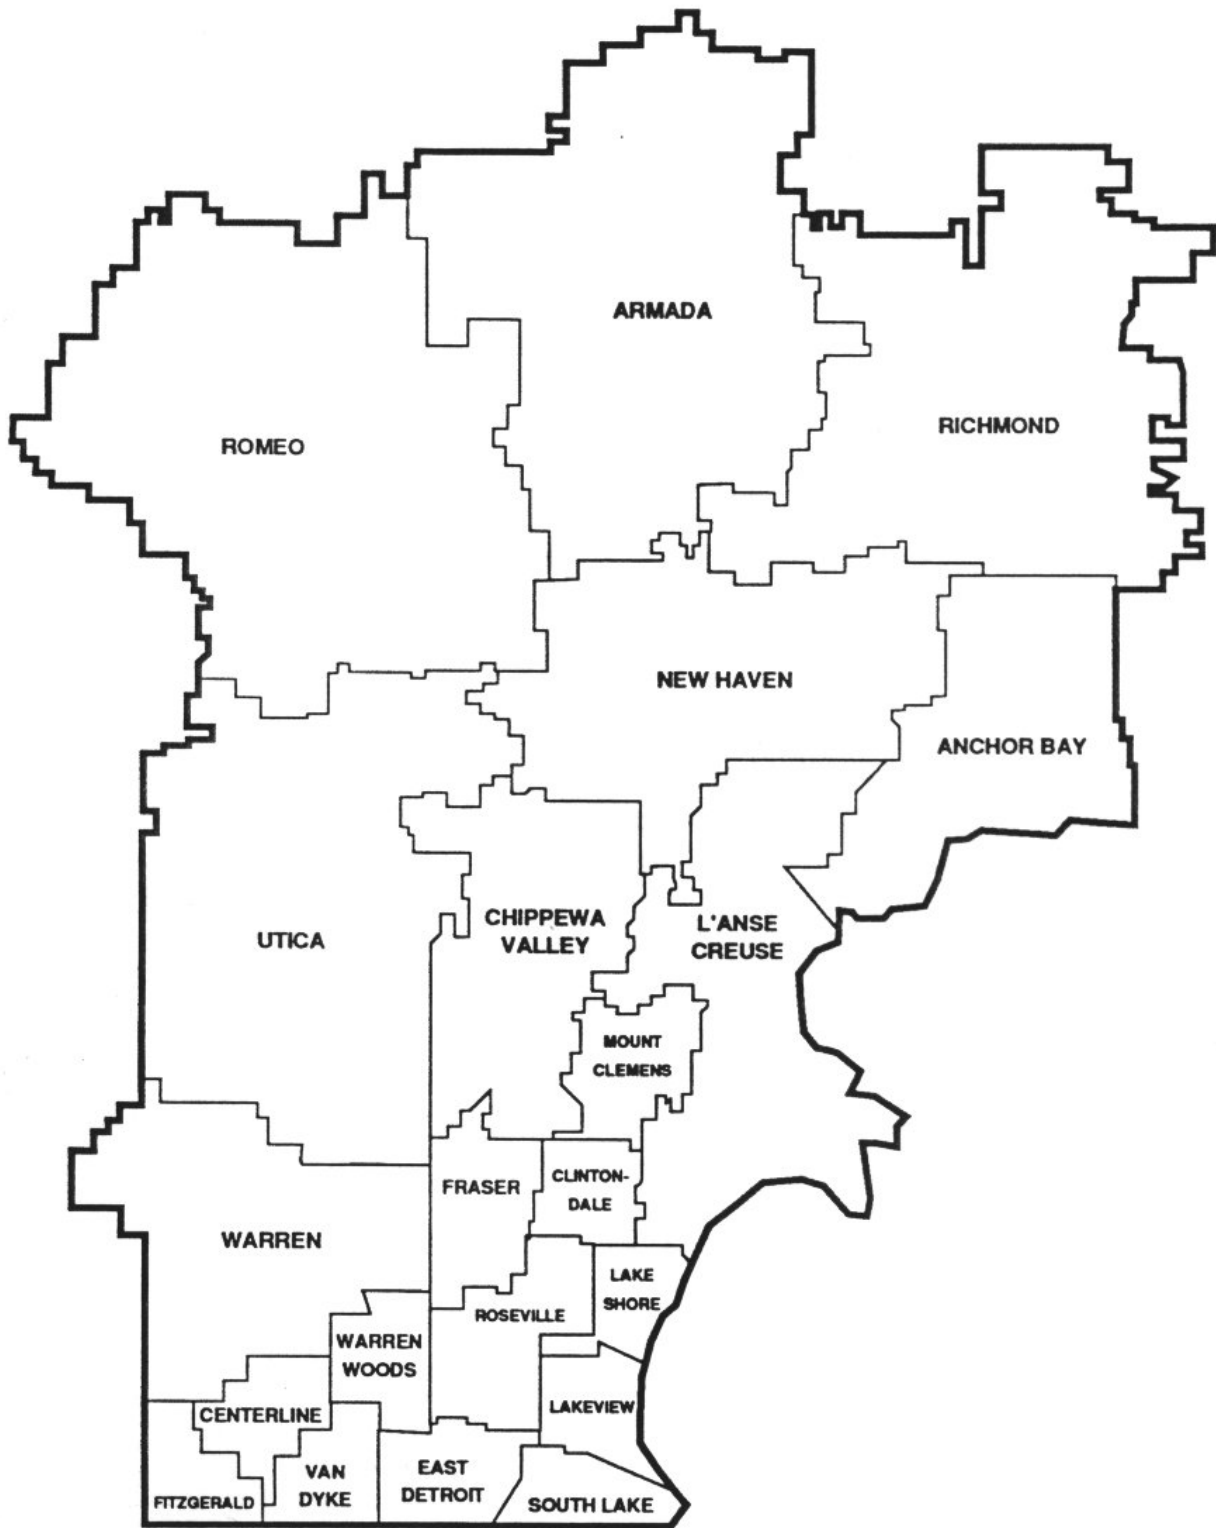 ARMADA
RICHMOND
ROMEO
NEW HAVEN
ANCHOR BAY
CHIPPEWA
VALLEY
L'ANSE
CREUSE
UTICA
MOUNT
CLEMENS
CLINTON-
DALE
FRASER
WARREN
LAKE
SHORE
ROSEVILLE
WARREN
WOODS
LAKEVIEW
CENTERLINE
VAN
DYKE
EAST
DETROIT
FITZGERALD
SOUTH LAKE